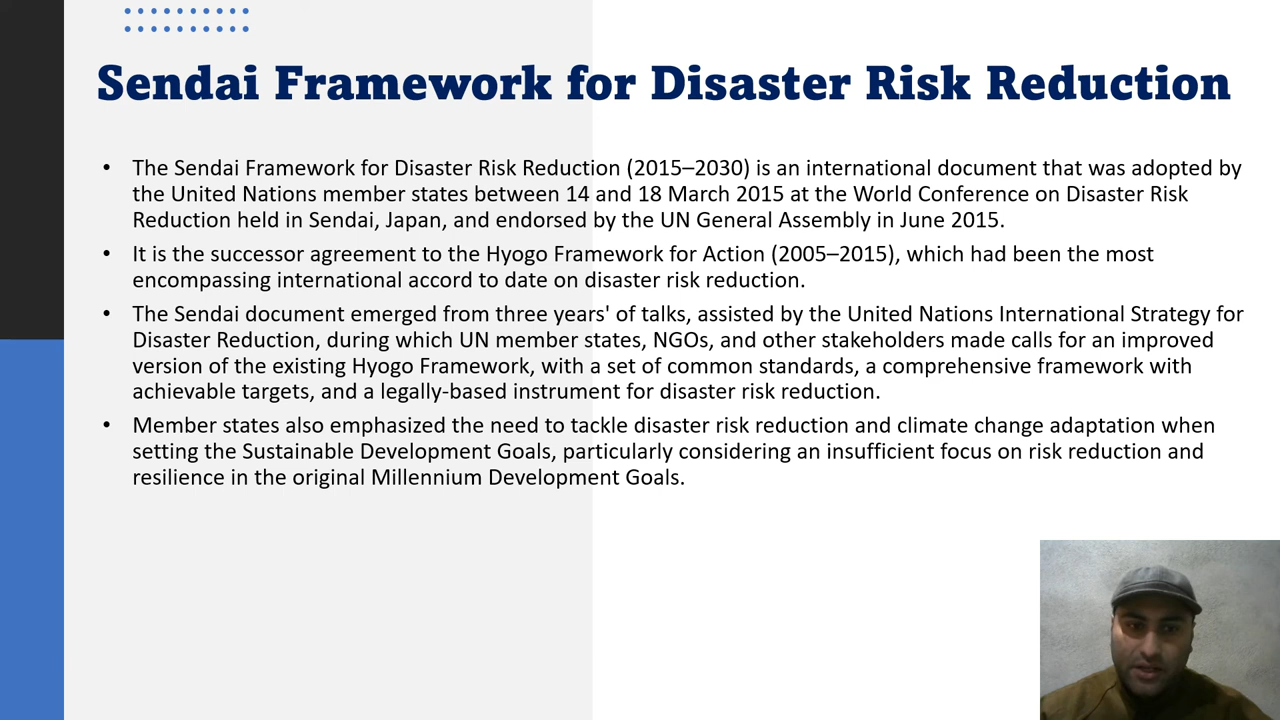 Sendai Framework for Disaster Risk Reduction
• The Sendai Framework for Disaster Risk Reduction (2015–2030) is an international document that was adopted by
the United Nations member states between 14 and 18 March 2015 at the World Conference on Disaster Risk
Reduction held in Sendai, Japan, and endorsed by the UN General Assembly in June 2015.
• It is the successor agreement to the Hyogo Framework for Action (2005–2015), which had been the most
encompassing international accord to date on disaster risk reduction.
• The Sendai document emerged from three years' of talks, assisted by the United Nations International Strategy for
Disaster Reduction, during which UN member states, NGOs, and other stakeholders made calls for an improved
version of the existing Hyogo Framework, with a set of common standards, a comprehensive framework with
achievable targets, and a legally-based instrument for disaster risk reduction.
• Member states also emphasized the need to tackle disaster risk reduction and climate change adaptation when
setting the Sustainable Development Goals, particularly considering an insufficient focus on risk reduction and
resilience in the original Millennium Development Goals.